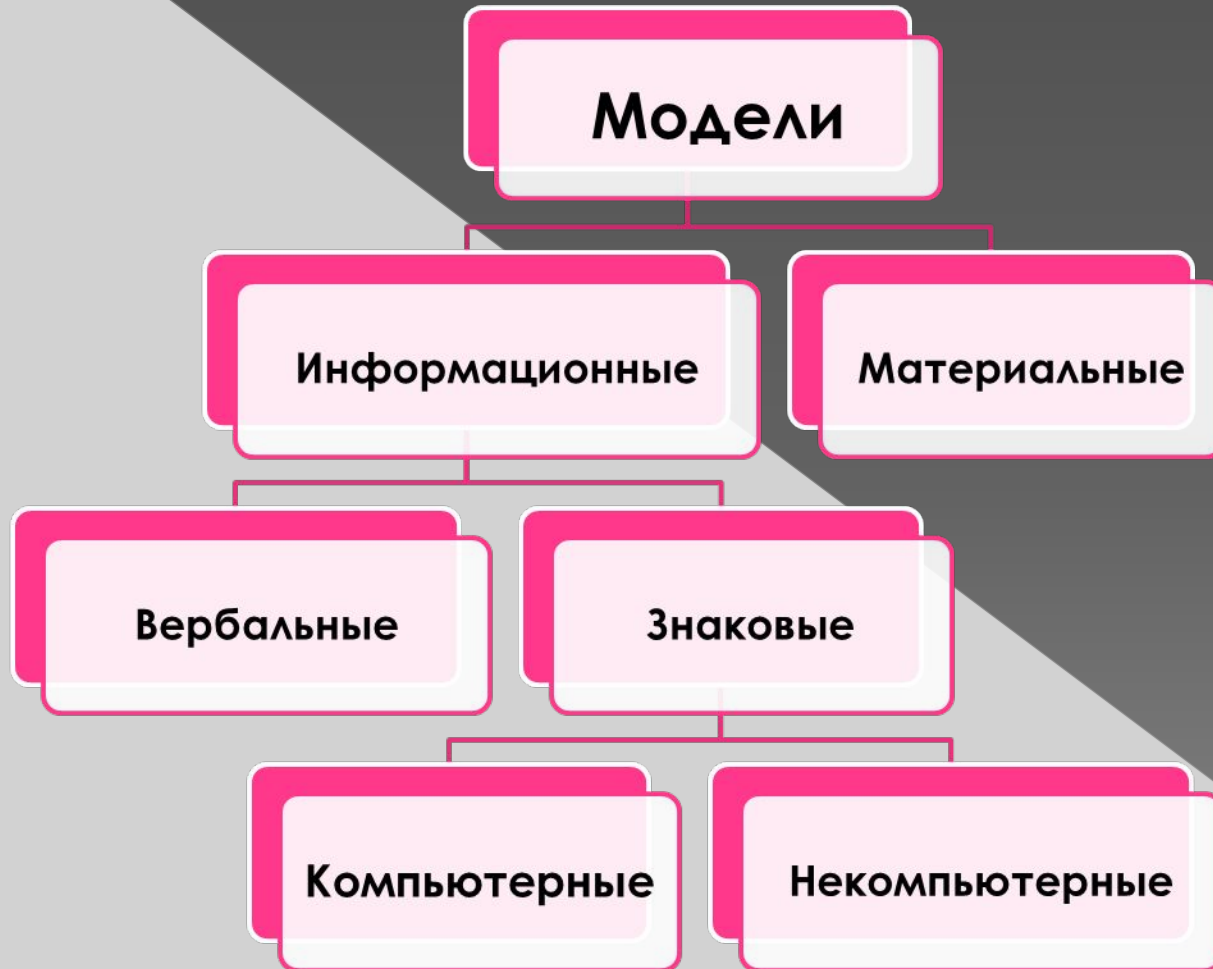 Модели
Информационные
Материальные
Вербальные
Знаковые
Компьютерные
Некомпьютерные